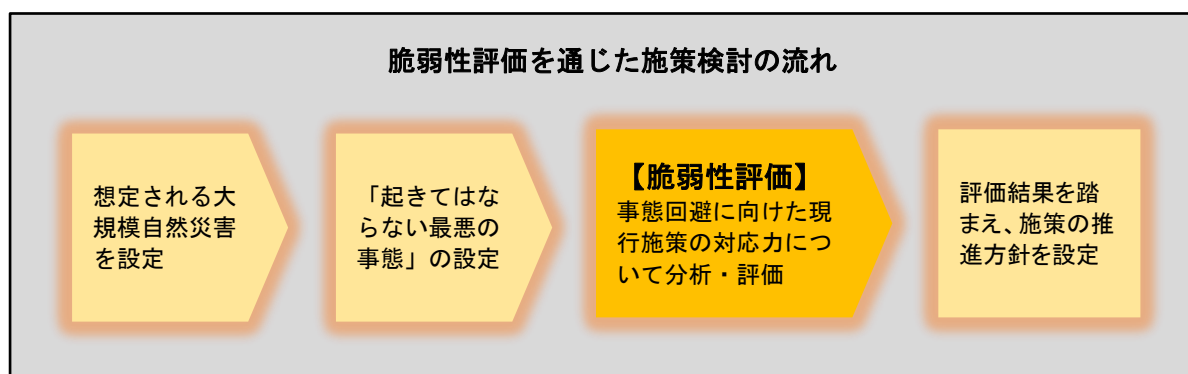 脆弱性評価を通じた施策検討の流れ
想定される大
規模自然災害
を設定
「起きてはな
らない最悪の
事態」の設定
【脆弱性評価】
事態回避に向けた現
行施策の対応力につ
いて分析・評価
評価結果を踏
まえ、施策の推
進方針を設定